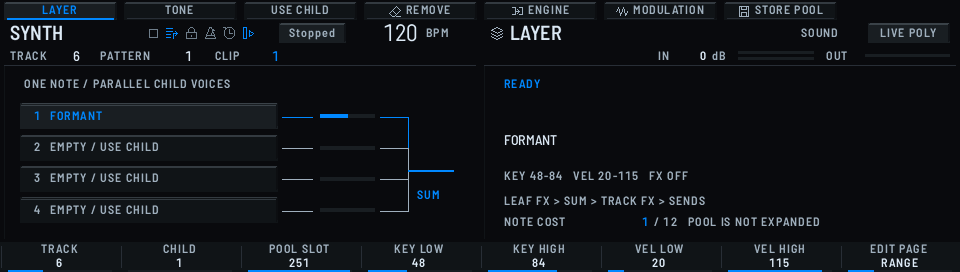 LAYER TONE USE CHILD REMOVE ENGINE MODULATION STORE POOL
SYNTH Stopped 120 BPM LAYER SOUND LIVE POLY
TRACK 6 PATTERN 1 CLIP 1 IN 0 dB OUT
ONE NOTE / PARALLEL CHILD VOICES
READY
1 FORMANT
2 EMPTY / USE CHILD
3 EMPTY / USE CHILD
4 EMPTY / USE CHILD
SUM
FORMANT
KEY 48-84 VEL 20-115 FX OFF
LEAF FX > SUM > TRACK FX > SENDS
NOTE COST 1 / 12 POOL IS NOT EXPANDED
TRACK CHILD POOL SLOT KEY LOW KEY HIGH VEL LOW VEL HIGH EDIT PAGE
6 1 251 48 84 20 115 RANGE